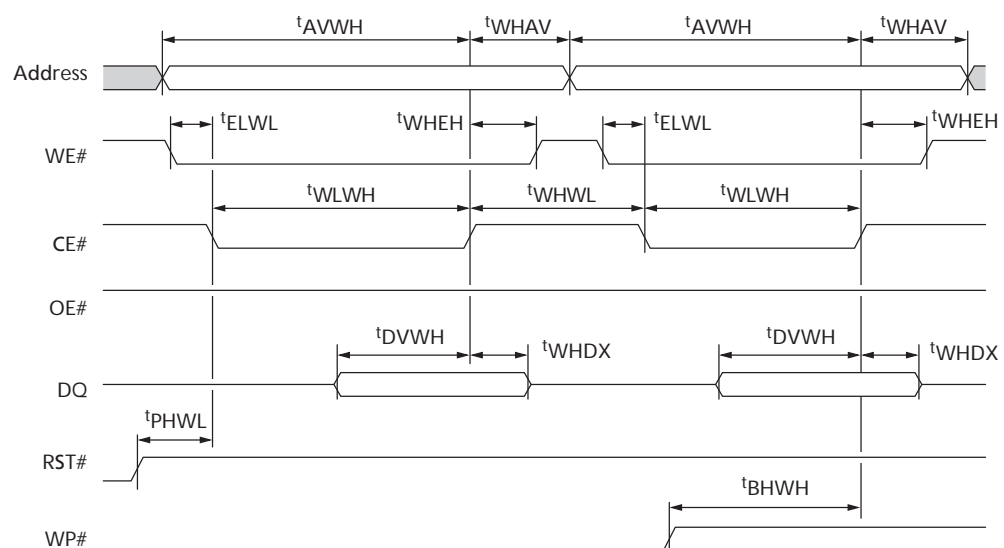 tAVWH tWHAV tAVWH tWHAV
Address
tELWL tWHEH tELWL tWHEH
WE#
tWLWH tWHWL tWLWH
CE#
OE#
tDVWH tWHDX tDVWH tWHDX
DQ
tPHWL
RST#
tBHWH
WP#